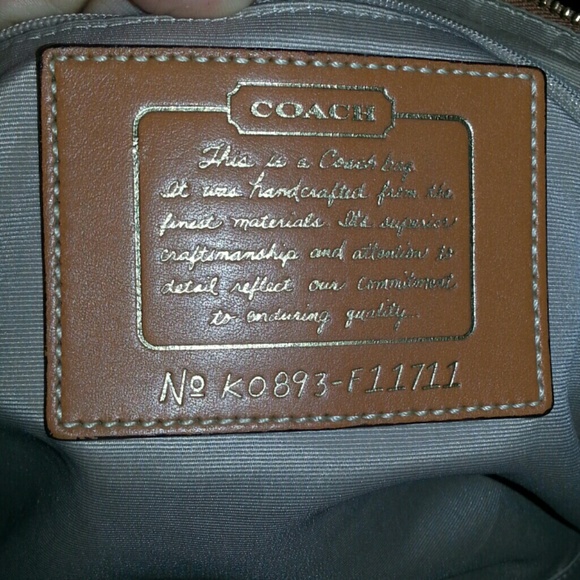 COACH
This is a Coach bag.
It was handcrafted from the
finest materials. Its superior
craftsmanship and attention to
detail reflect our commitment
to enduring quality.
Nº K0893-F11711